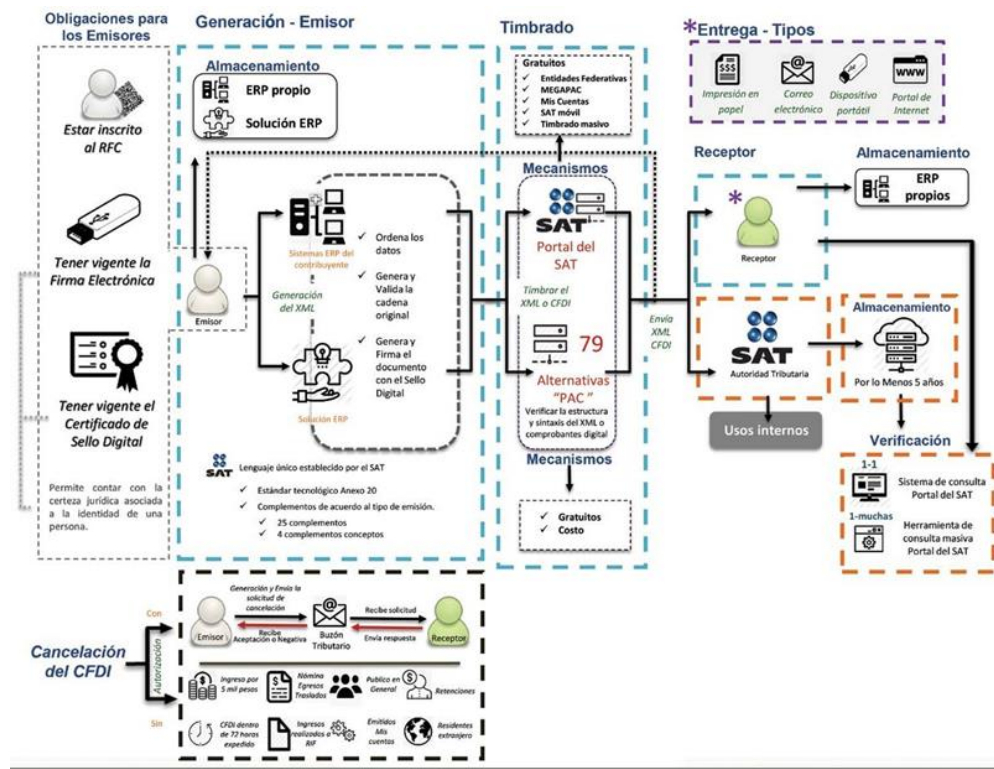 Obligaciones para
los Emisores
Estar inscrito
al RFC
Tener vigente la
Firma Electrónica
Tener vigente el
Certificado de
Sello Digital
Permite contar con la
certeza jurídica asociada
a la identidad de una
persona.
Generación - Emisor
Almacenamiento
ERP propio
Solución ERP
Emisor
Generación
del XML
Sistemas ERP del
contribuyente
Solución ERP
Ordena los
datos
Genera y
Valida la
cadena
original
Genera y
Firma el
documento
con el Sello
Digital
SAT
Lenguaje único establecido por el SAT
Estándar tecnológico Anexo 20
Complementos de acuerdo al tipo de emisión.
25 complementos
4 complementos conceptos
Timbrado
Gratuitos
Entidades Federativas
MEGAPAC
Mis Cuentas
SAT móvil
Timbrado masivo
Mecanismos
SAT
Portal del
SAT
Timbrar el
XML o CFDI
79
Alternativas
"PAC"
Verificar la estructura
y sintaxis del XML o
comprobantes digital
Mecanismos
Gratuitos
Costo
Envía
XML
CFDI
*Entrega - Tipos
Impresión en
papel
Correo
electrónico
Dispositivo
portátil
WWW
Portal de
Internet
Receptor
*
Receptor
Almacenamiento
ERP
propios
SAT
Autoridad Tributaria
Usos internos
Almacenamiento
Por lo Menos 5 años
Verificación
1-1
Sistema de consulta
Portal del SAT
1-muchas
Herramienta de
consulta masiva
Portal del SAT
Cancelación
del CFDI
Con
Autorización
Sin
Emisor
Generación y Envía la
solicitud de
cancelación
Recibe
Aceptación o Negativa
Buzón
Tributario
Recibe solicitud
Envía respuesta
Receptor
Ingreso por
5 mil pesos
Nómina
Egresos
Traslados
Publico en
General
Retenciones
CFDI dentro
de 72 horas
expedido
Ingresos
realizados a
RIF
Emitidos
Mis
cuentas
Residentes
extranjero